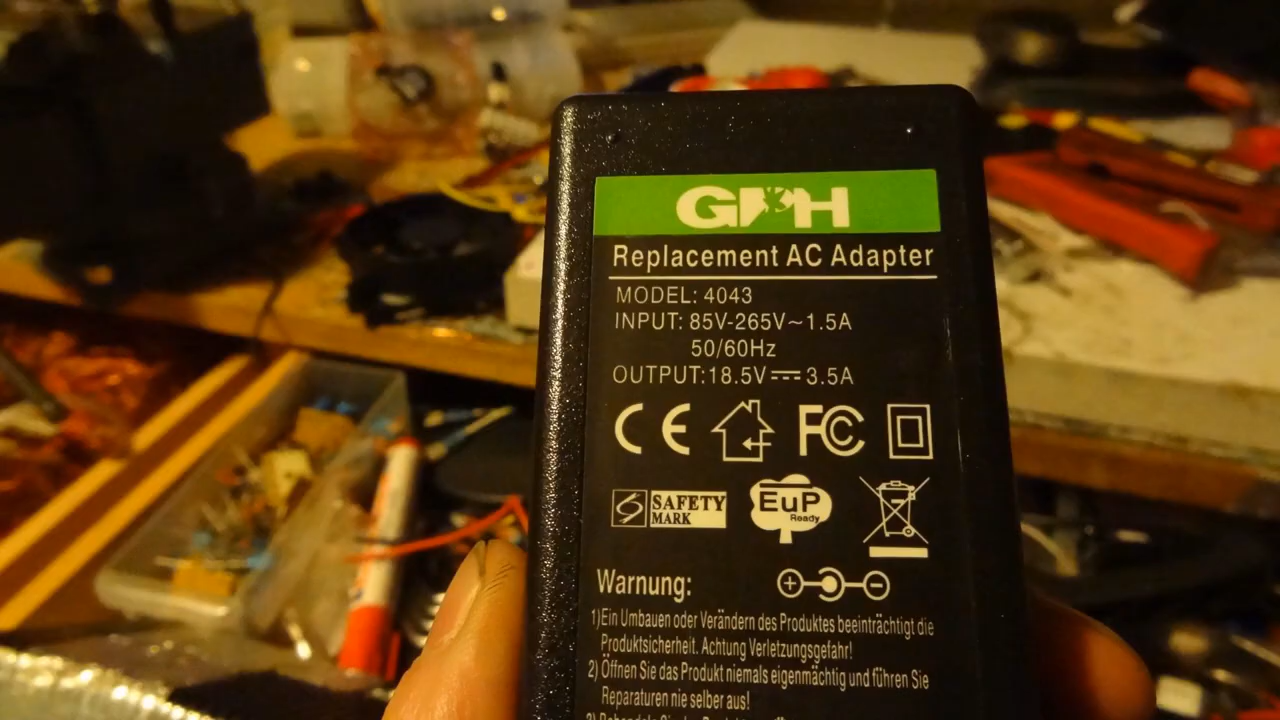 GPH
Replacement AC Adapter
MODEL: 4043
INPUT: 85V-265V~1.5A
50/60Hz
OUTPUT:18.5V⎓3.5A
CE FC
SAFETY
MARK
EuP
Ready
Warnung:
1)Ein Umbauen oder Verändern des Produktes beeinträchtigt die
Produktsicherheit. Achtung Verletzungsgefahr!
2) Öffnen Sie das Produkt niemals eigenmächtig und führen Sie
Reparaturen nie selber aus!